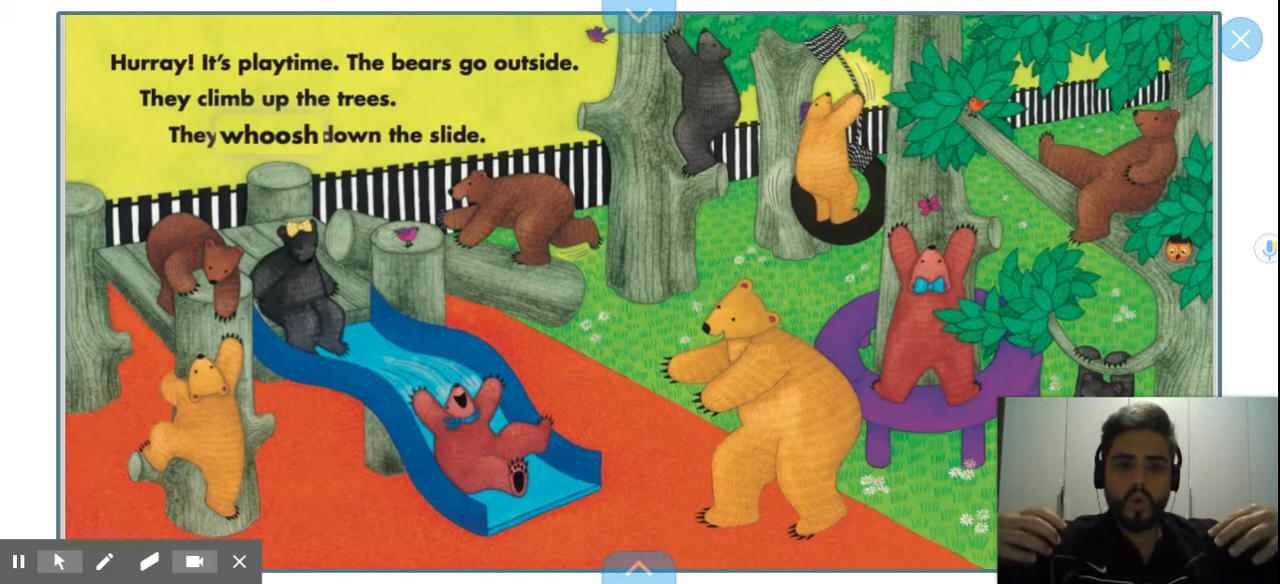 Hurray! It's playtime. The bears go outside.
They climb up the trees.
They whoosh down the slide.